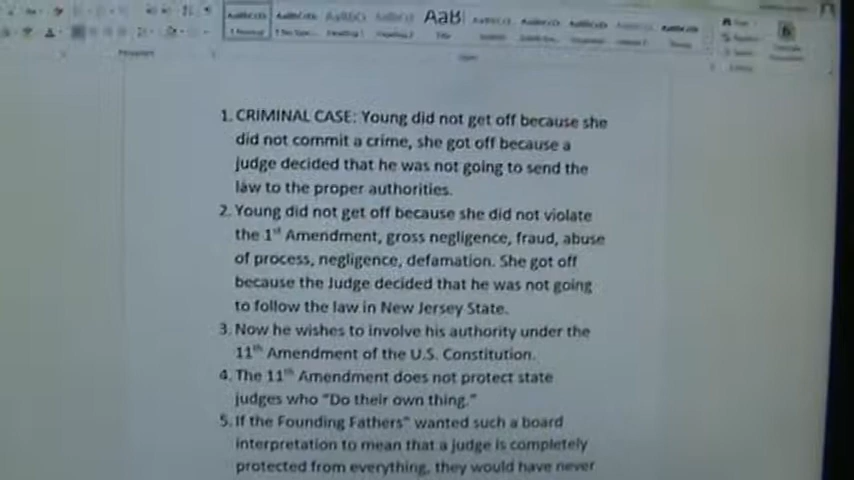 AaB
Title
1. CRIMINAL CASE: Young did not get off because she
did not commit a crime, she got off because a
judge decided that he was not going to send the
law to the proper authorities.
2. Young did not get off because she did not violate
the 1st Amendment, gross negligence, fraud, abuse
of process, negligence, defamation. She got off
because the Judge decided that he was not going
to follow the law in New Jersey State.
3. Now he wishes to involve his authority under the
11th Amendment of the U.S. Constitution.
4. The 11th Amendment does not protect state
judges who "Do their own thing."
5. If the Founding Fathers" wanted such a board
interpretation to mean that a judge is completely
protected from everything, they would have never